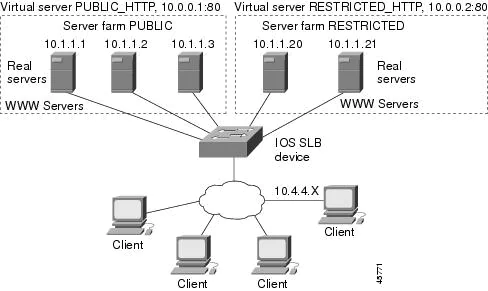 Virtual server PUBLIC_HTTP, 10.0.0.1:80
Virtual server RESTRICTED_HTTP, 10.0.0.2:80
Server farm PUBLIC
Server farm RESTRICTED
10.1.1.1
10.1.1.2
10.1.1.3
10.1.1.20
10.1.1.21
Real
servers
Real
servers
WWW Servers
WWW Servers
IOS SLB
device
10.4.4.X
Client
Client
Client
Client
45771